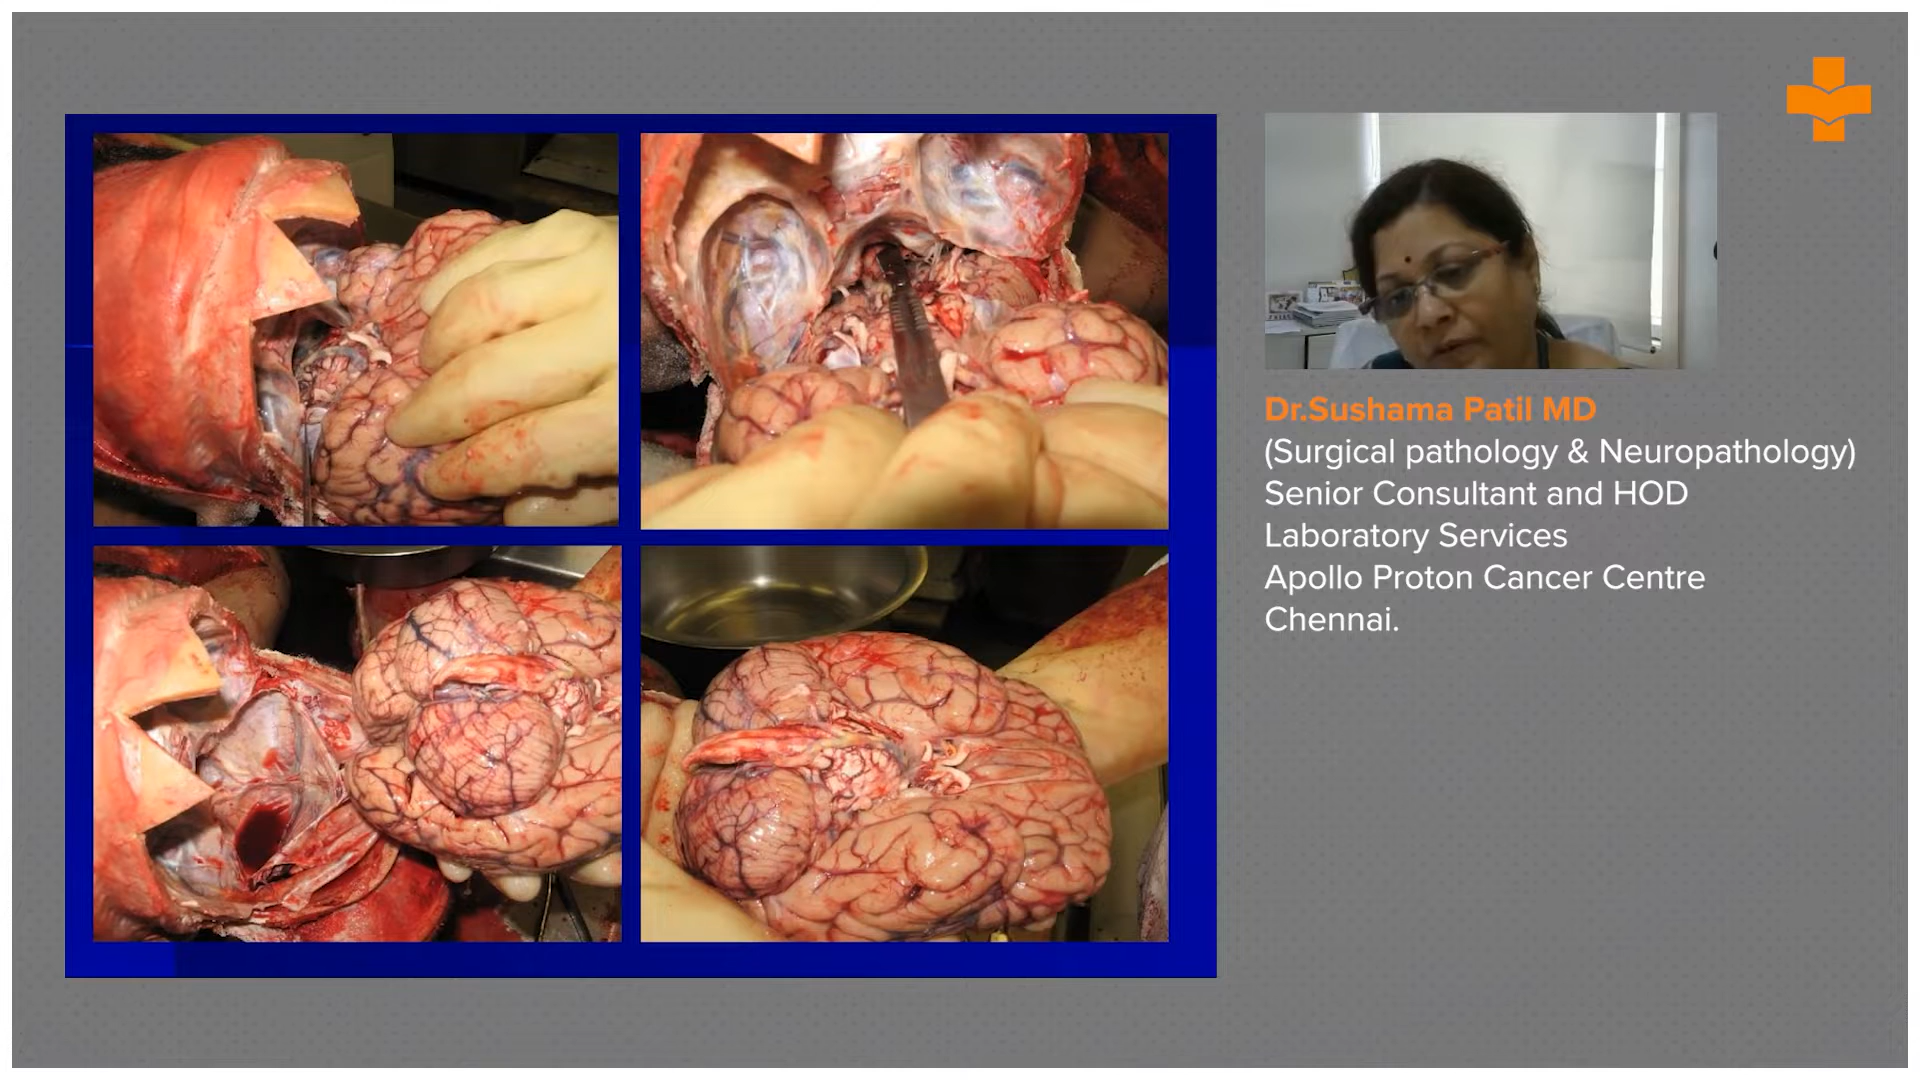 Dr.Sushama Patil MD
(Surgical pathology & Neuropathology)
Senior Consultant and HOD
Laboratory Services
Apollo Proton Cancer Centre
Chennai.